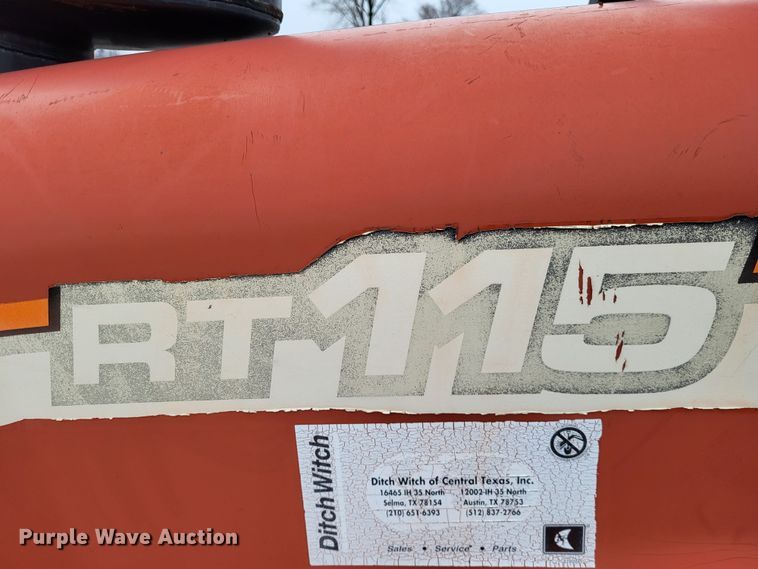 RT115
Ditch Witch
Ditch Witch of Central Texas, Inc.
16465 IH 35 North 12002-IH 35 North
Selma, TX 78154 Austin, TX 78753
(210) 651-6393 (512) 837-2766
Sales • Service • Parts
Purple Wave Auction